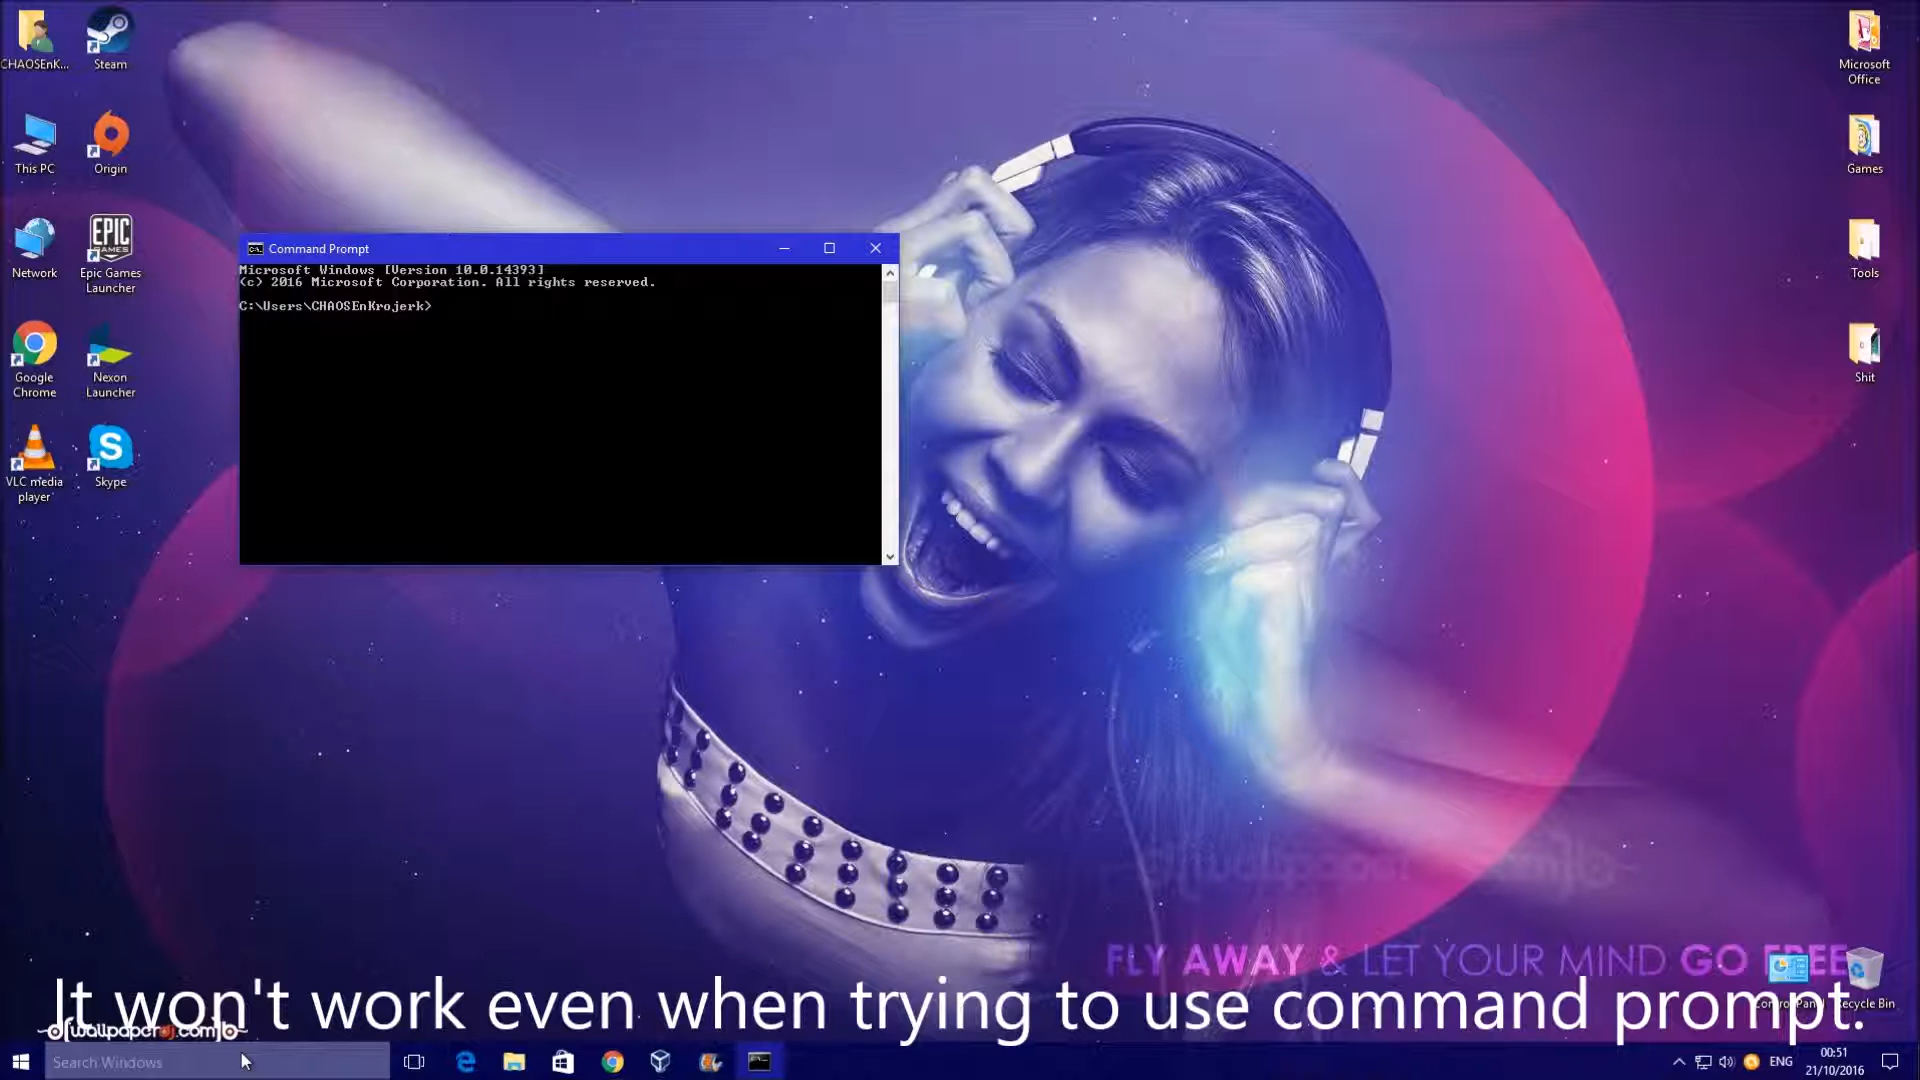 CHAOSEnK...
Steam
This PC
Origin
Network
EPIC
GAMES
Epic Games
Launcher
Google
Chrome
Nexon
Launcher
VLC media
player
Skype
Microsoft
Office
Games
Tools
Shit
Command Prompt
Microsoft Windows [Version 10.0.14393]
(c) 2016 Microsoft Corporation. All rights reserved.
C:\Users\CHAOSEnKrojerk>
FLY AWAY & LET YOUR MIND GO FREE
It won't work even when trying to use command prompt.
Recycle Bin
Search Windows
ENG
00:51
21/10/2016